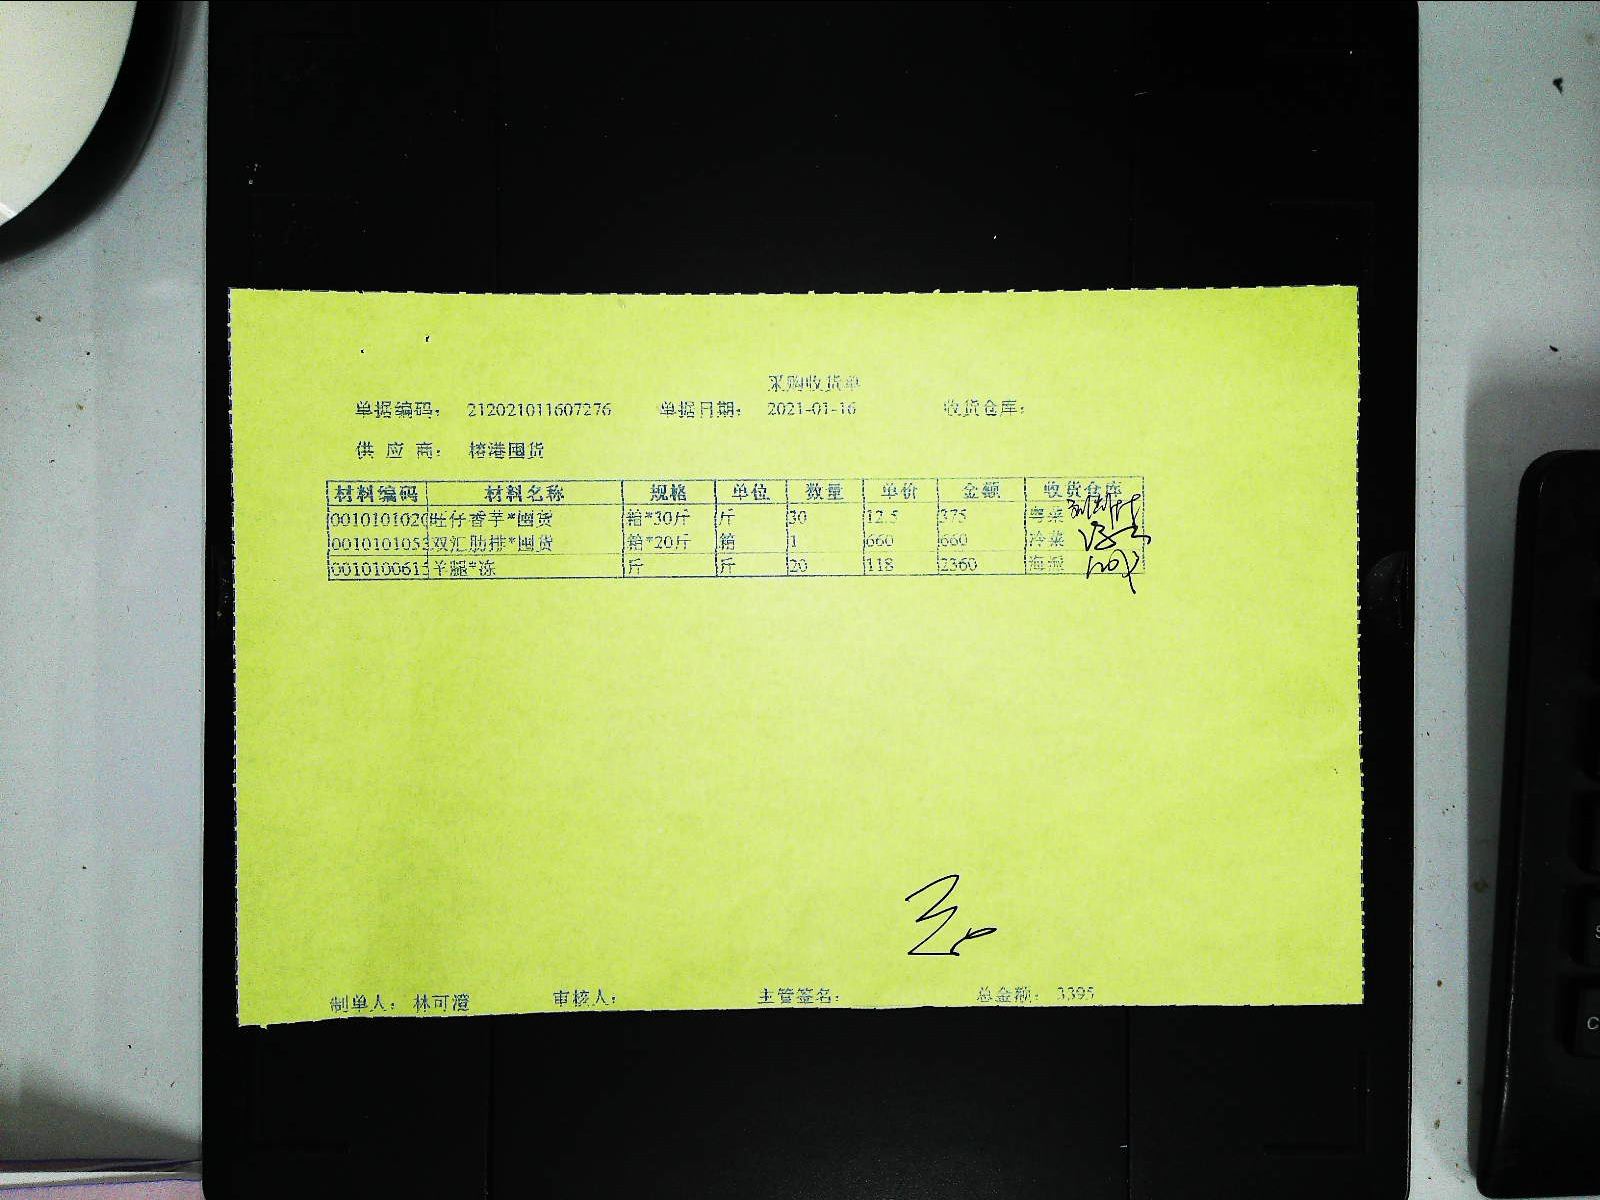 采购收货单
单据编码： 212021011607276 单据日期： 2021-01-16 收货仓库：
供 应 商： 榕港囤货
材料编码 材料名称 规格 单位 数量 单价 金额 收货仓库
0010101020 旺仔香芋*囤货 箱*30斤 斤 30 12.5 375 粤菜
0010101053 双汇肋排*囤货 箱*20斤 箱 1 660 660 冷菜
0010100615 羊腿*冻 斤 斤 20 118 2360 海派
制单人： 林可澄 审核人： 主管签名： 总金额： 3395